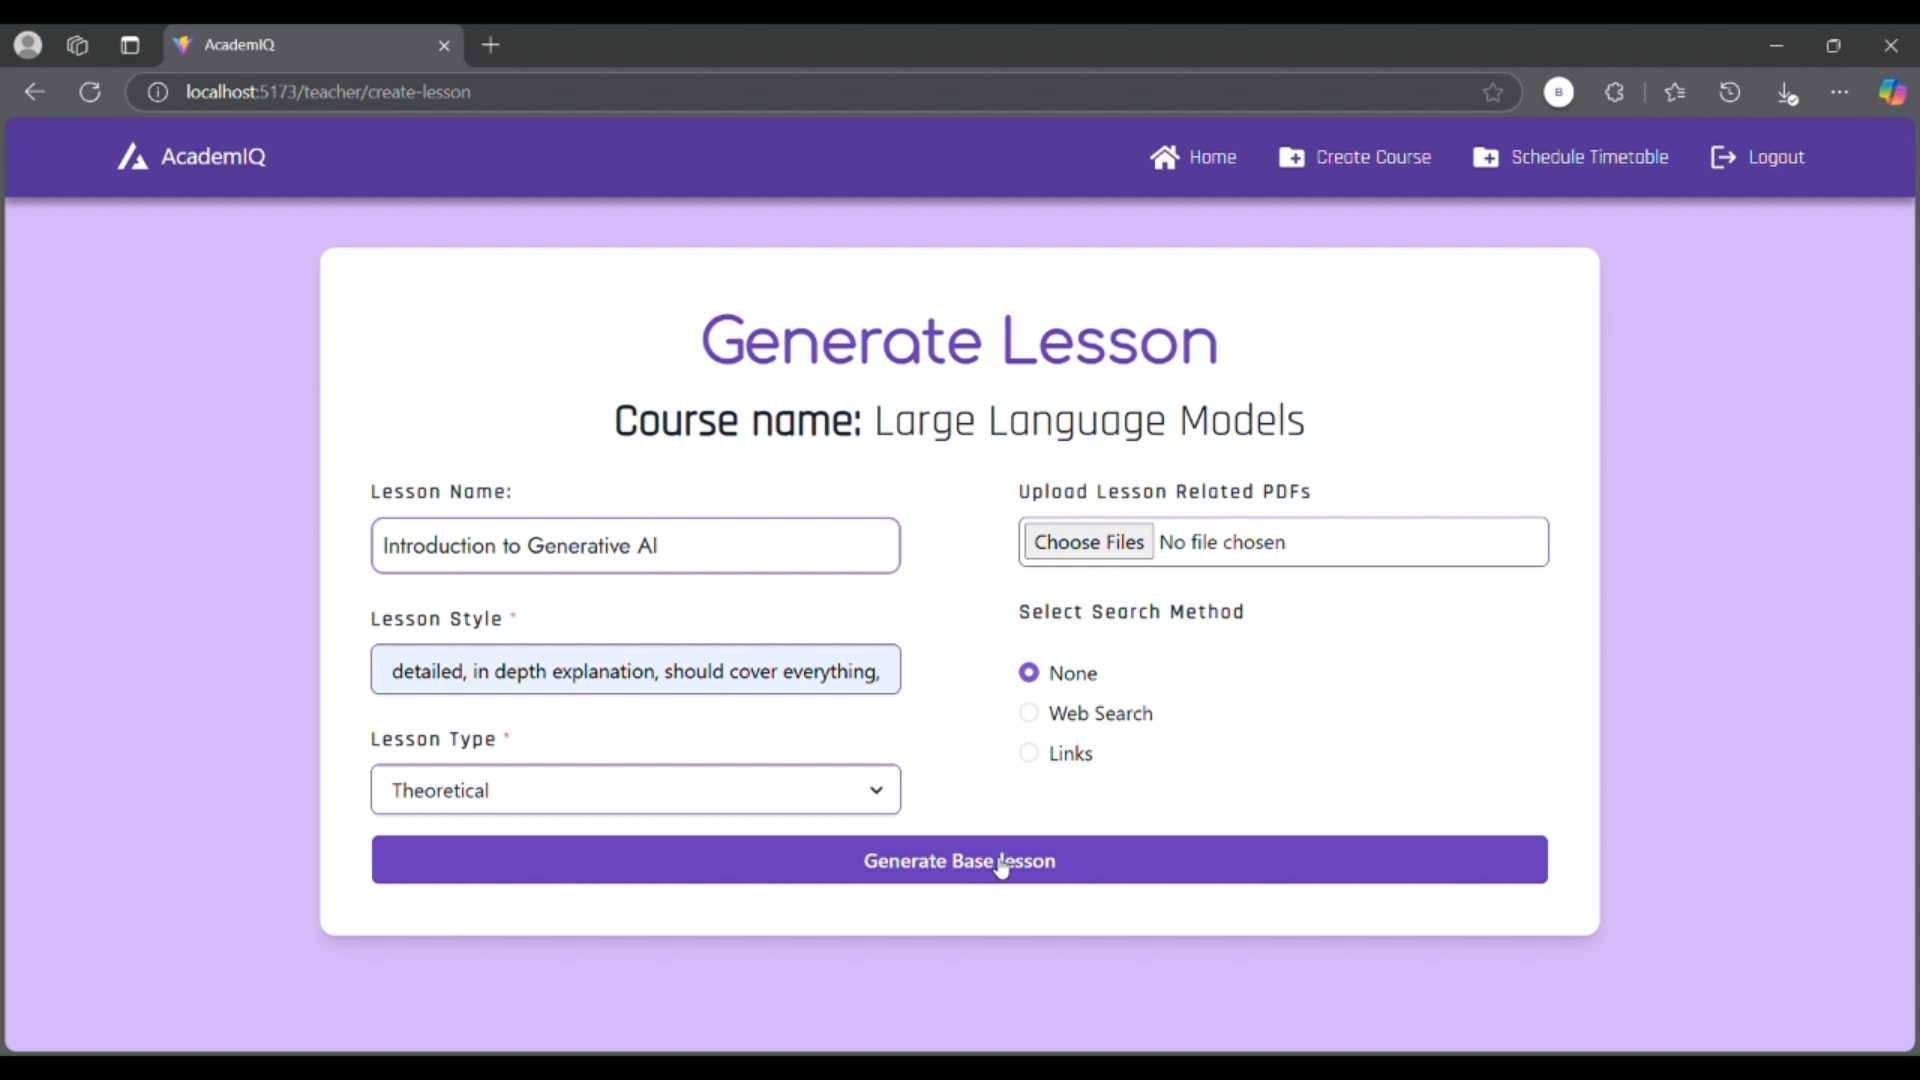 AcademIQ
localhost:5173/teacher/create-lesson
B
AcademIQ
Home
Create Course
Schedule Timetable
Logout
Generate Lesson
Course name: Large Language Models
Lesson Name:
Introduction to Generative AI
Lesson Style *
detailed, in depth explanation, should cover everything,
Lesson Type *
Theoretical
Upload Lesson Related PDFs
Choose Files No file chosen
Select Search Method
None
Web Search
Links
Generate Base lesson